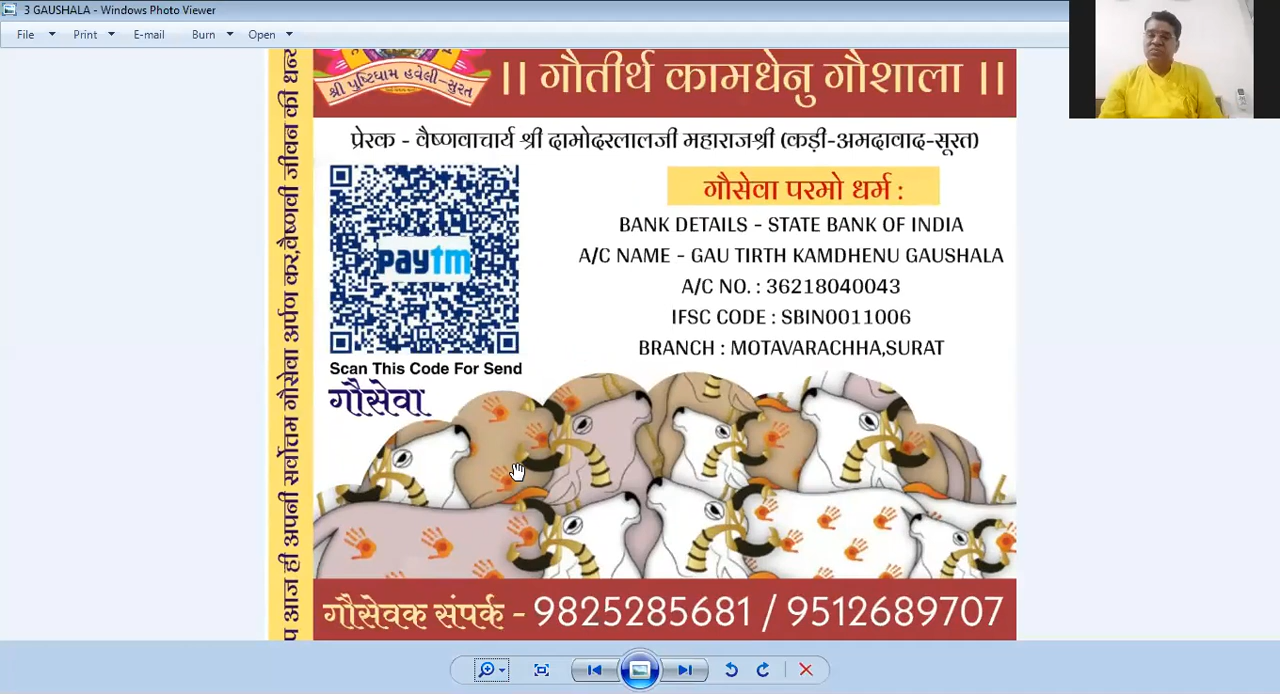 3 GAUSHALA - Windows Photo Viewer
File Print E-mail Burn Open
श्री पुष्टिधाम हवेली-सुरत
|| गौतीर्थ कामधेनु गौशाला ||
प्रेरक - वैष्णवाचार्य श्री दामोदरलालजी महाराजश्री (कड़ी-अमदावाद-सूरत)
paytm
Scan This Code For Send
गौसेवा
गौसेवा परमो धर्म :
BANK DETAILS - STATE BANK OF INDIA
A/C NAME - GAU TIRTH KAMDHENU GAUSHALA
A/C NO. : 36218040043
IFSC CODE : SBIN0011006
BRANCH : MOTAVARACHHA,SURAT
आज ही अपनी सर्वोत्तम गौसेवा अर्पण कर,वैष्णवी जीवन की धन्य
गौसेवक संपर्क - 9825285681 / 9512689707